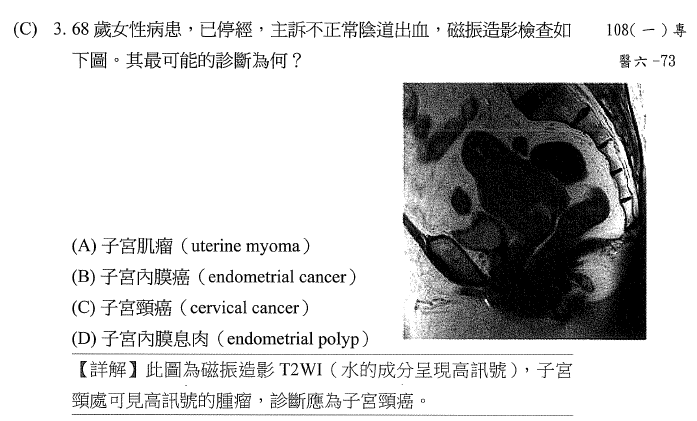 (C) 3. 68 歲女性病患，已停經，主訴不正常陰道出血，磁振造影檢查如 108(一)專
下圖。其最可能的診斷為何？ 醫六-73
(A) 子宮肌瘤（uterine myoma）
(B) 子宮內膜癌（endometrial cancer）
(C) 子宮頸癌（cervical cancer）
(D) 子宮內膜息肉（endometrial polyp）
【詳解】此圖為磁振造影 T2WI（水的成分呈現高訊號），子宮
頸處可見高訊號的腫瘤，診斷應為子宮頸癌。